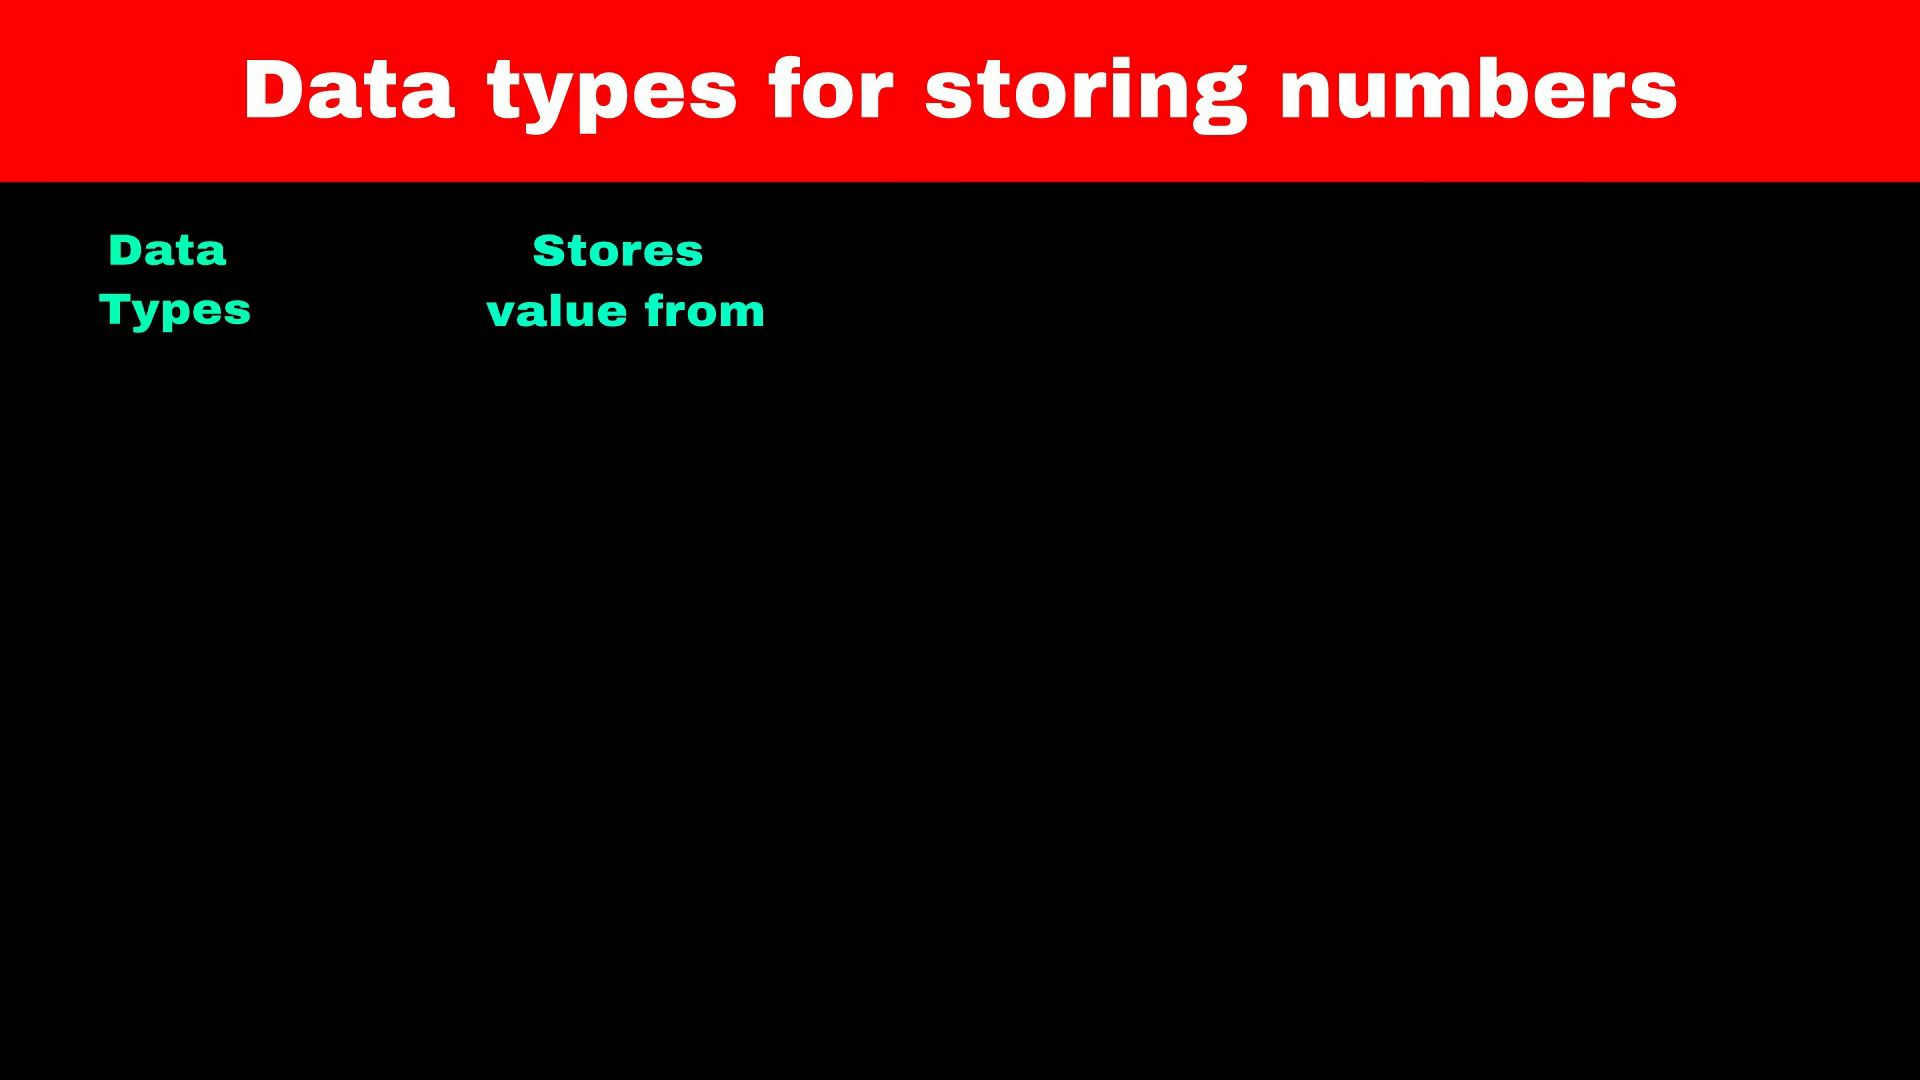 Data types for storing numbers
Data
Types
Stores
value from